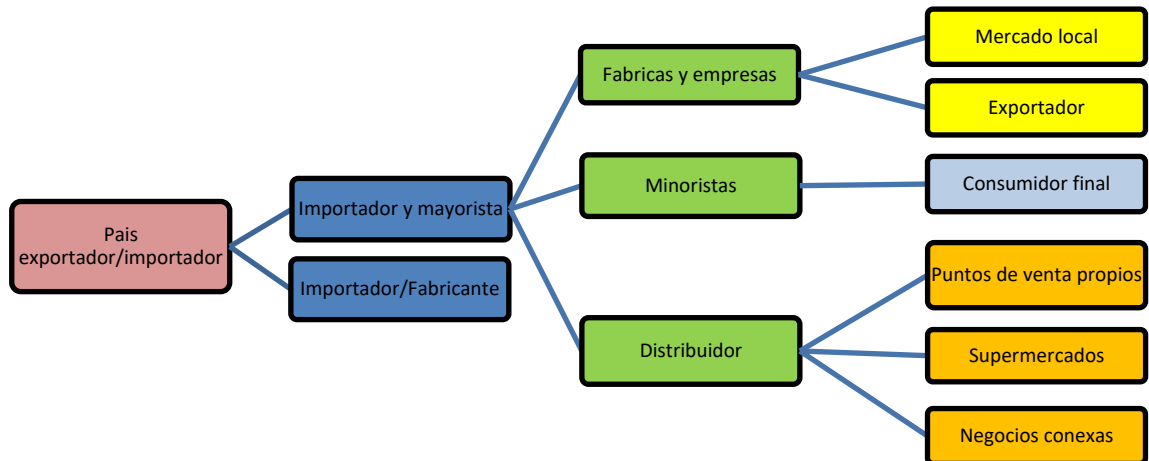 Pais
exportador/importador
Importador y mayorista
Importador/Fabricante
Fabricas y empresas
Minoristas
Distribuidor
Mercado local
Exportador
Consumidor final
Puntos de venta propios
Supermercados
Negocios conexas